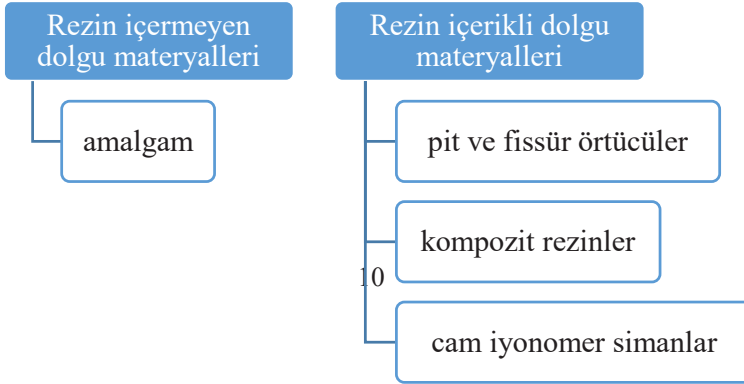 Rezin içermeyen
dolgu materyalleri
amalgam
Rezin içerikli dolgu
materyalleri
pit ve fissür örtücüler
kompozit rezinler
10
cam iyonomer simanlar